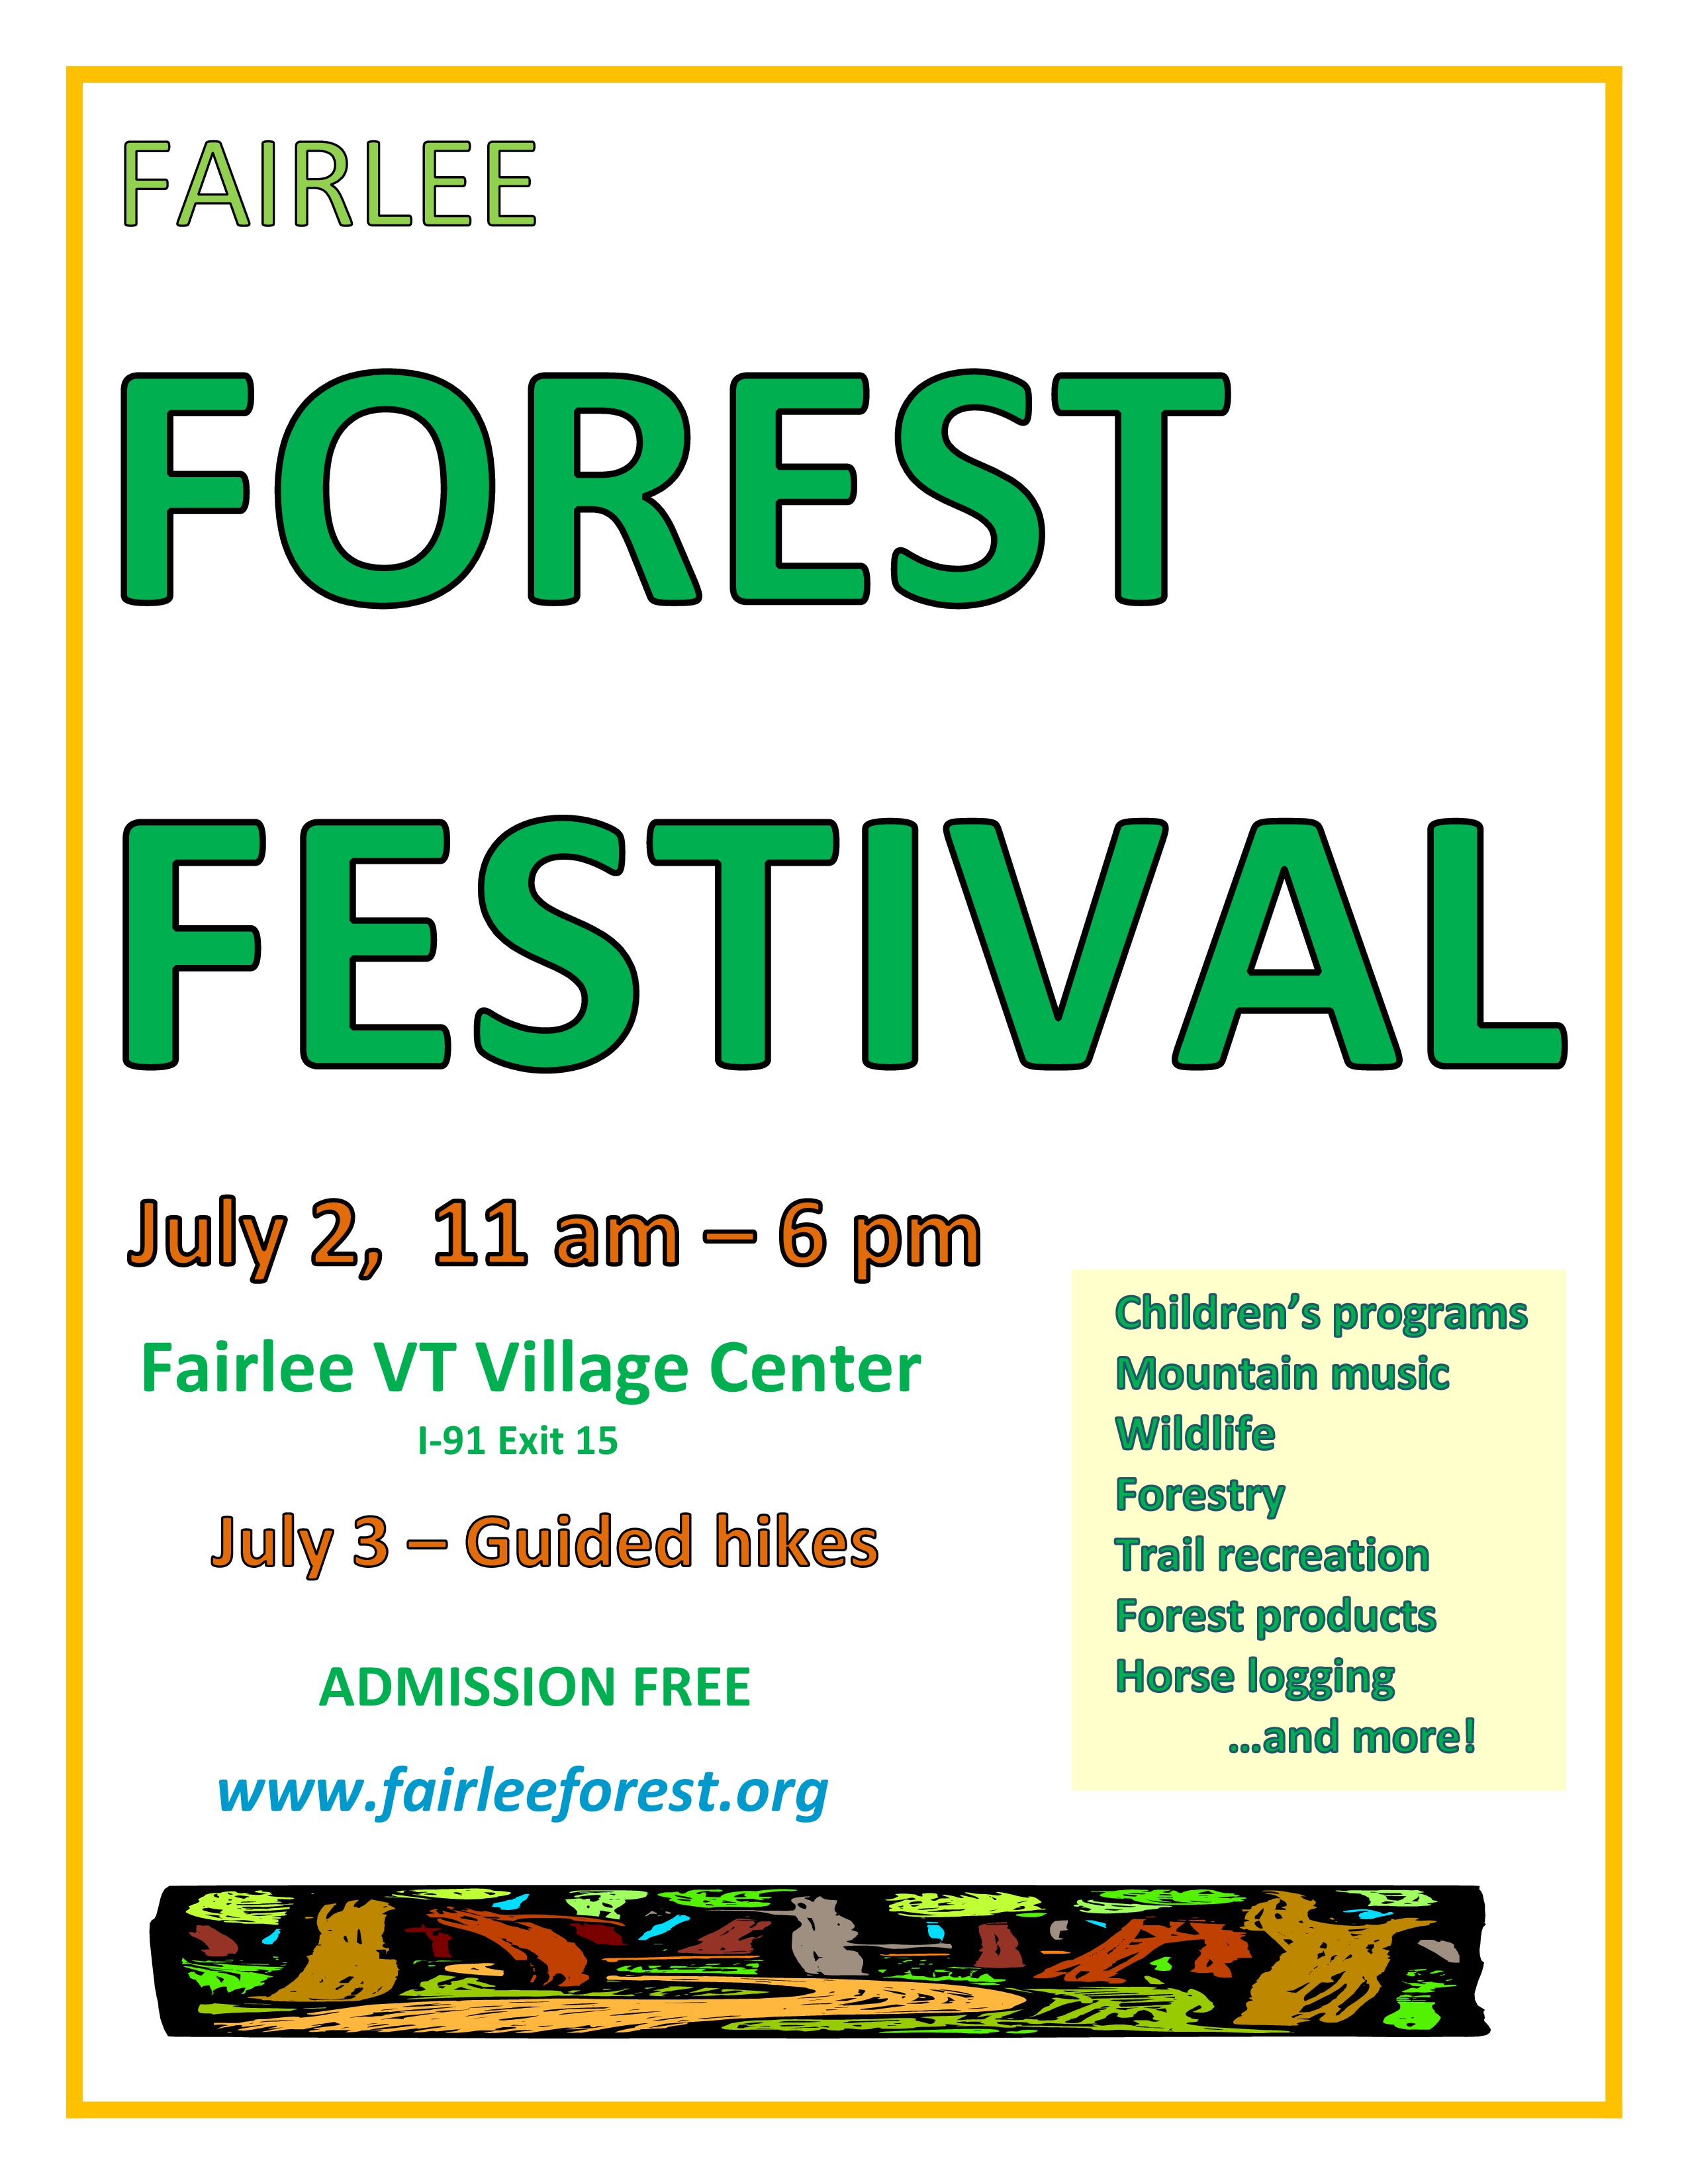 FAIRLEE
FOREST
FESTIVAL
July 2,  11 am – 6 pm
Fairlee VT Village Center
I-91 Exit 15
July 3 – Guided hikes
ADMISSION FREE
www.fairleeforest.org
Children’s programs
Mountain music
Wildlife
Forestry
Trail recreation
Forest products
Horse logging
...and more!